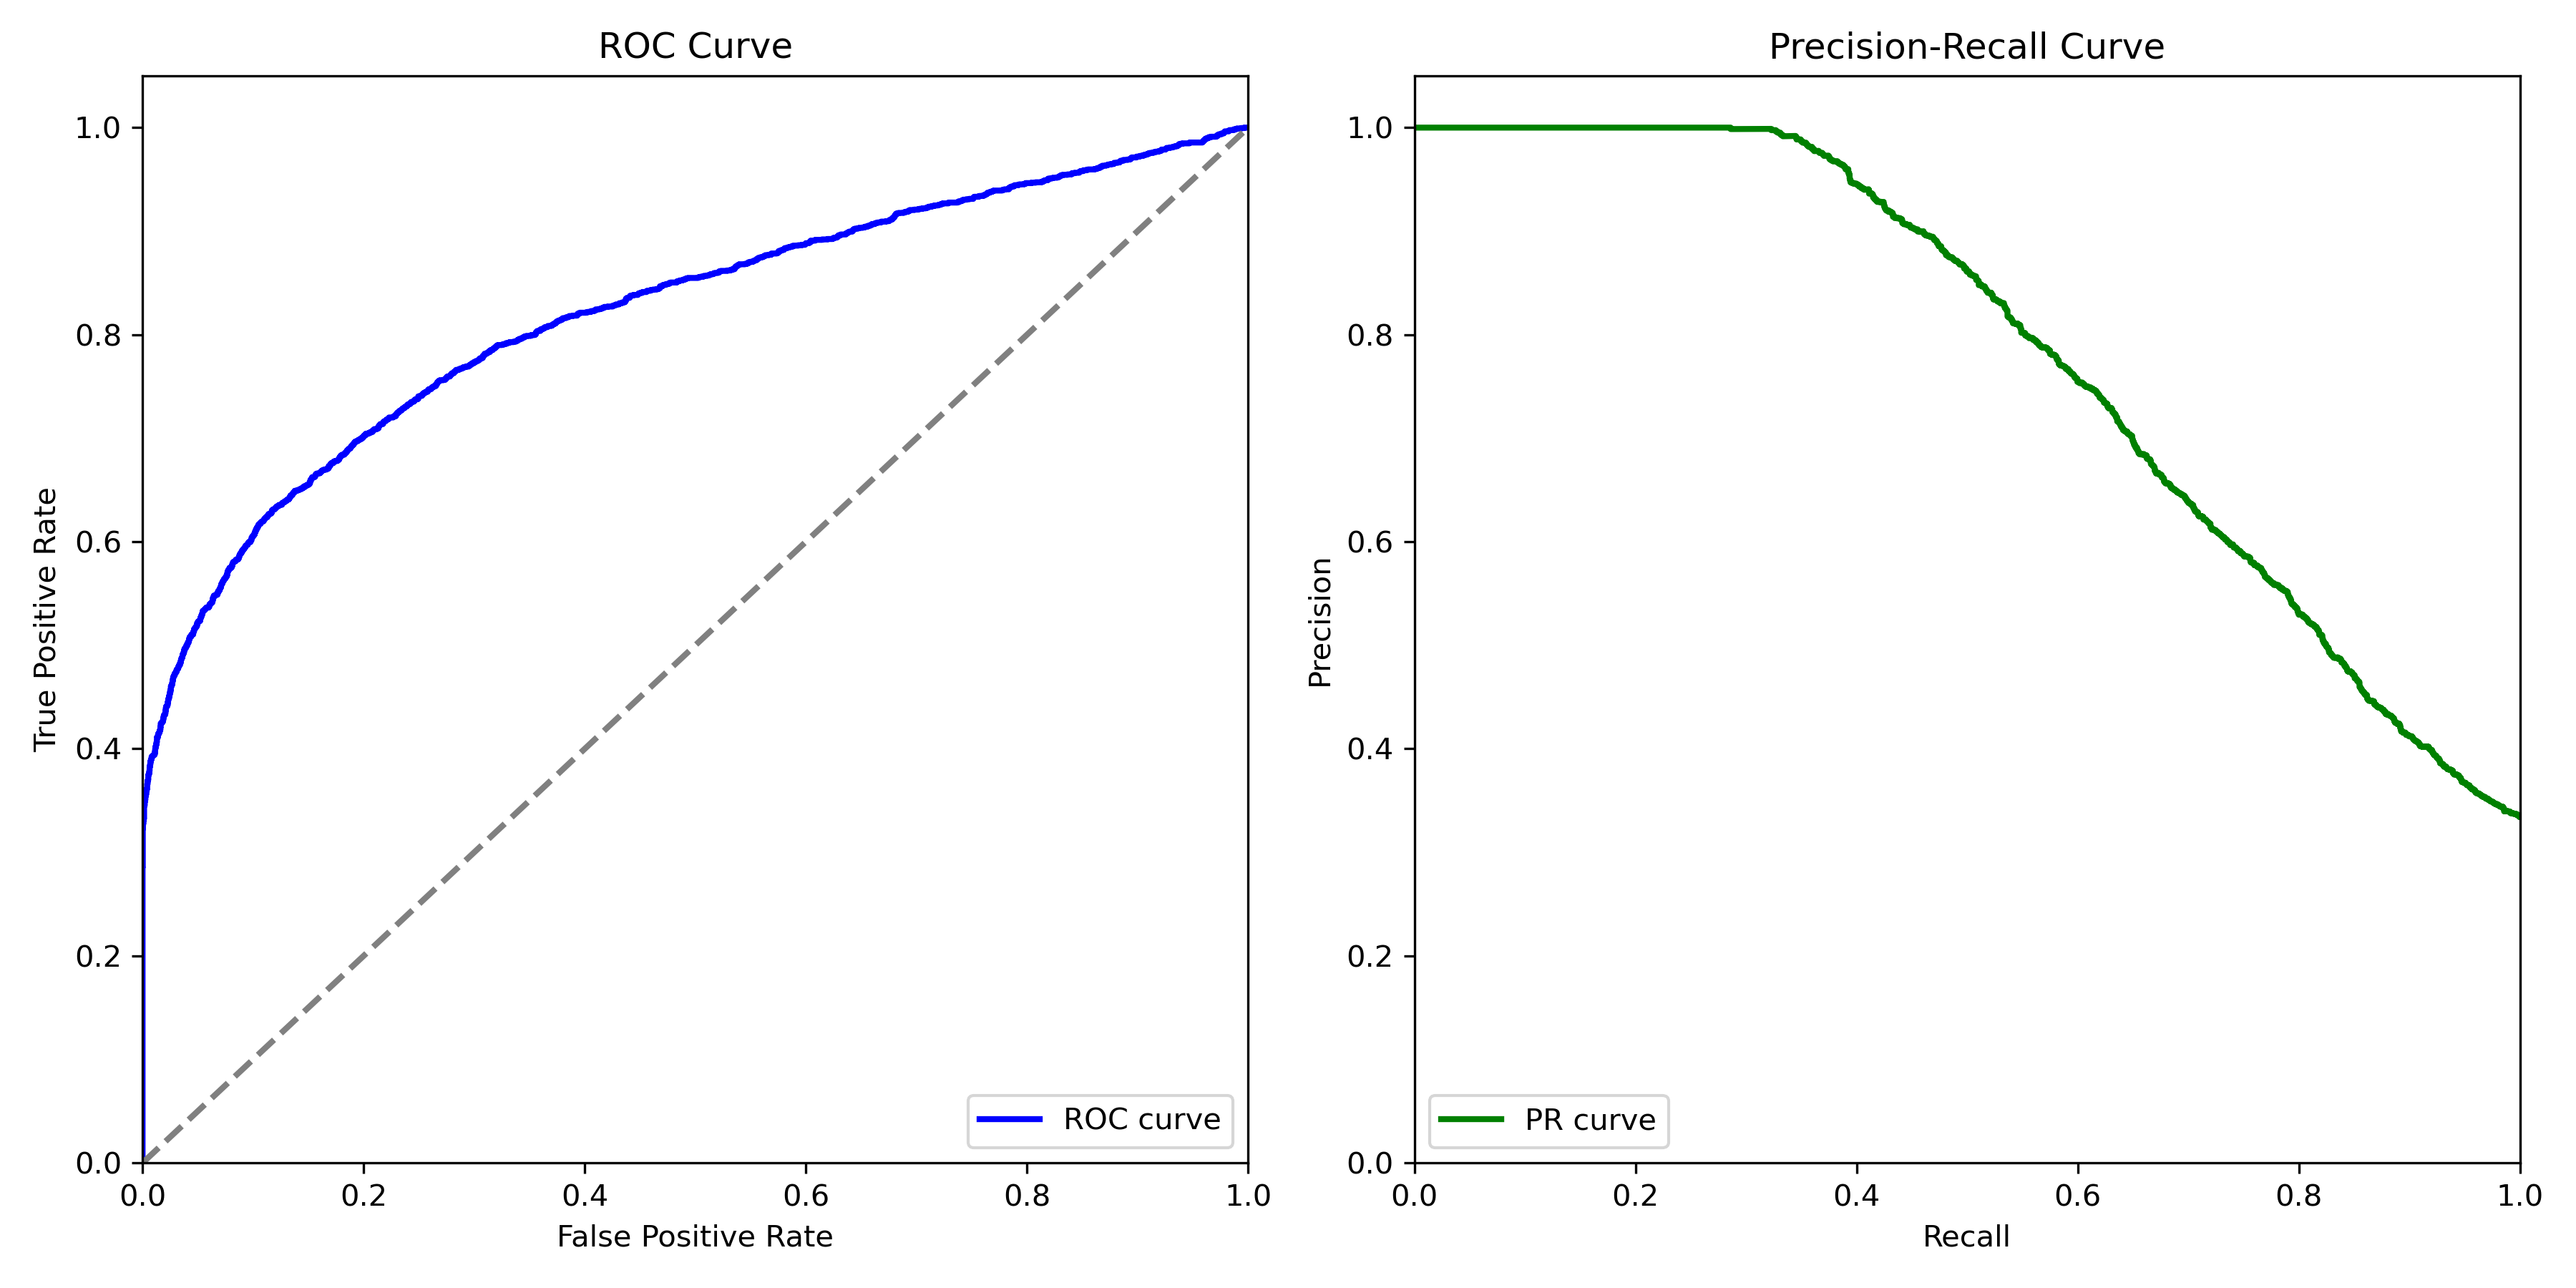 ROC Curve
True Positive Rate
1.0
0.8
0.6
0.4
0.2
0.0
0.0 0.2 0.4 0.6 0.8 1.0
False Positive Rate
ROC curve
Precision-Recall Curve
Precision
1.0
0.8
0.6
0.4
0.2
0.0
0.0 0.2 0.4 0.6 0.8 1.0
Recall
PR curve